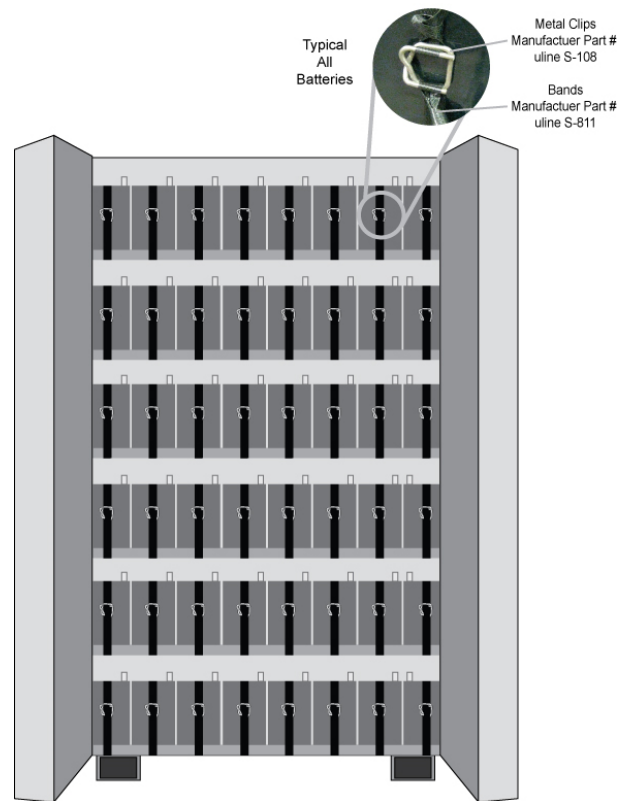 Typical
All
Batteries
Metal Clips
Manufactuer Part #
uline S-108
Bands
Manufactuer Part #
uline S-811